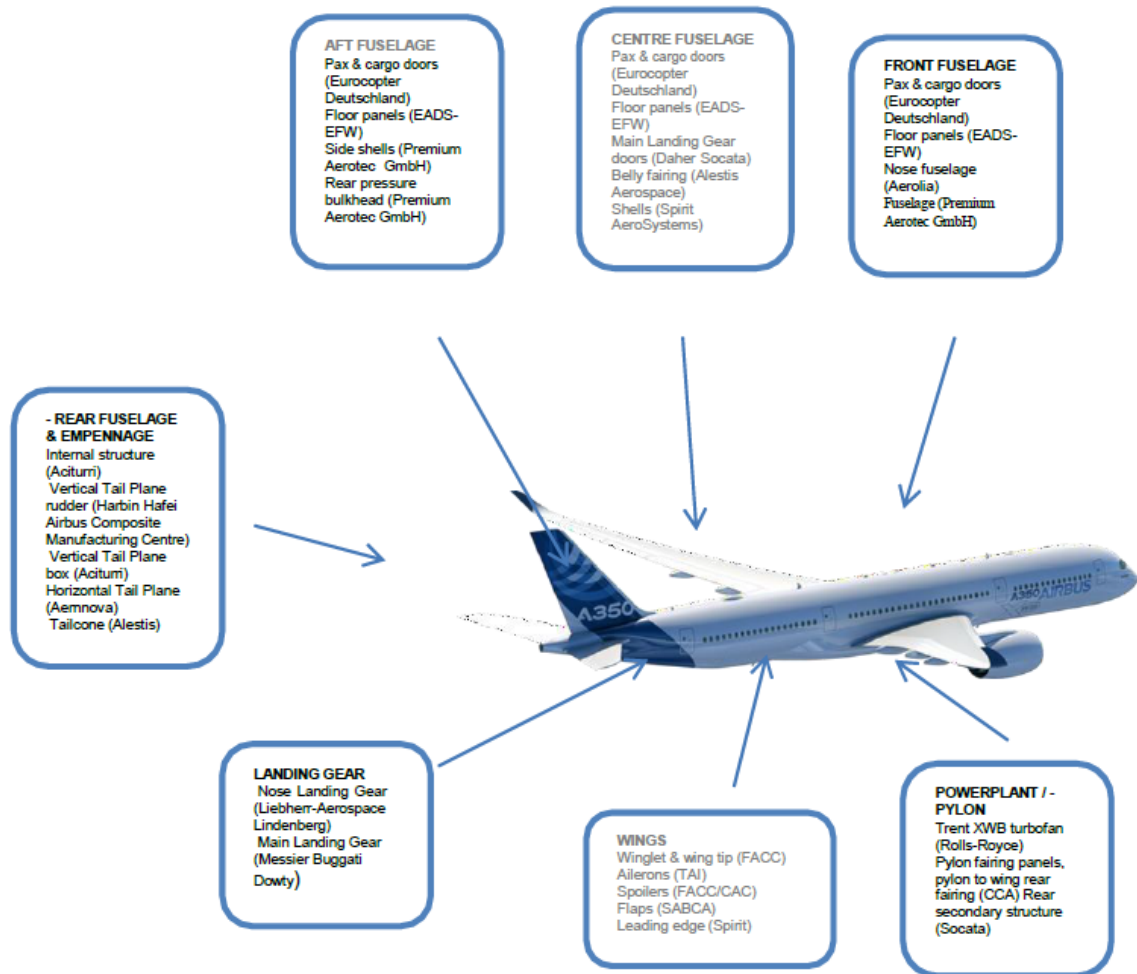 AFT FUSELAGE
Pax & cargo doors
(Eurocopter
Deutschland)
Floor panels (EADS-
EFW)
Side shells (Premium
Aerotec GmbH)
Rear pressure
bulkhead (Premium
Aerotec GmbH)
CENTRE FUSELAGE
Pax & cargo doors
(Eurocopter
Deutschland)
Floor panels (EADS-
EFW)
Main Landing Gear
doors (Daher Socata)
Belly fairing (Alestis
Aerospace)
Shells (Spirit
AeroSystems)
FRONT FUSELAGE
Pax & cargo doors
(Eurocopter
Deutschland)
Floor panels (EADS-
EFW)
Nose fuselage
(Aerolia)
Fuselage (Premium
Aerotec GmbH)
- REAR FUSELAGE
& EMPENNAGE
Internal structure
(Aciturri)
Vertical Tail Plane
rudder (Harbin Hafei
Airbus Composite
Manufacturing Centre)
Vertical Tail Plane
box (Aciturri)
Horizontal Tail Plane
(Aernnova)
Tailcone (Alestis)
A350
A350 AIRBUS
LANDING GEAR
Nose Landing Gear
(Liebherr-Aerospace
Lindenberg)
Main Landing Gear
(Messier Buggati
Dowty)
WINGS
Winglet & wing tip (FACC)
Ailerons (TAI)
Spoilers (FACC/CAC)
Flaps (SABCA)
Leading edge (Spirit)
POWERPLANT / -
PYLON
Trent XWB turbofan
(Rolls-Royce)
Pylon fairing panels,
pylon to wing rear
fairing (CCA) Rear
secondary structure
(Socata)